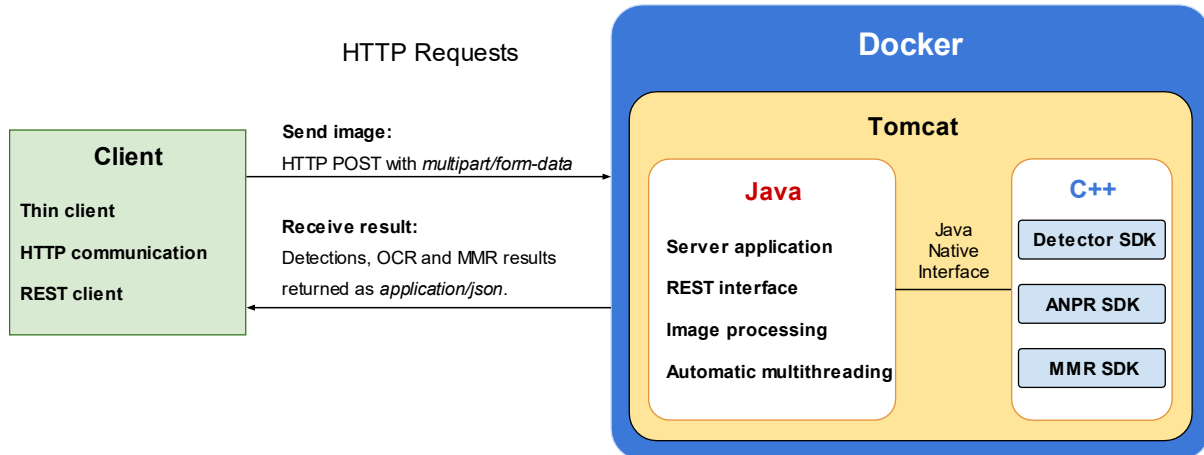 HTTP Requests
Docker
Tomcat
Client
Thin client
HTTP communication
REST client
Send image:
HTTP POST with multipart/form-data
Receive result:
Detections, OCR and MMR results
returned as application/json.
Java
Server application
REST interface
Image processing
Automatic multithreading
Java
Native
Interface
C++
Detector SDK
ANPR SDK
MMR SDK